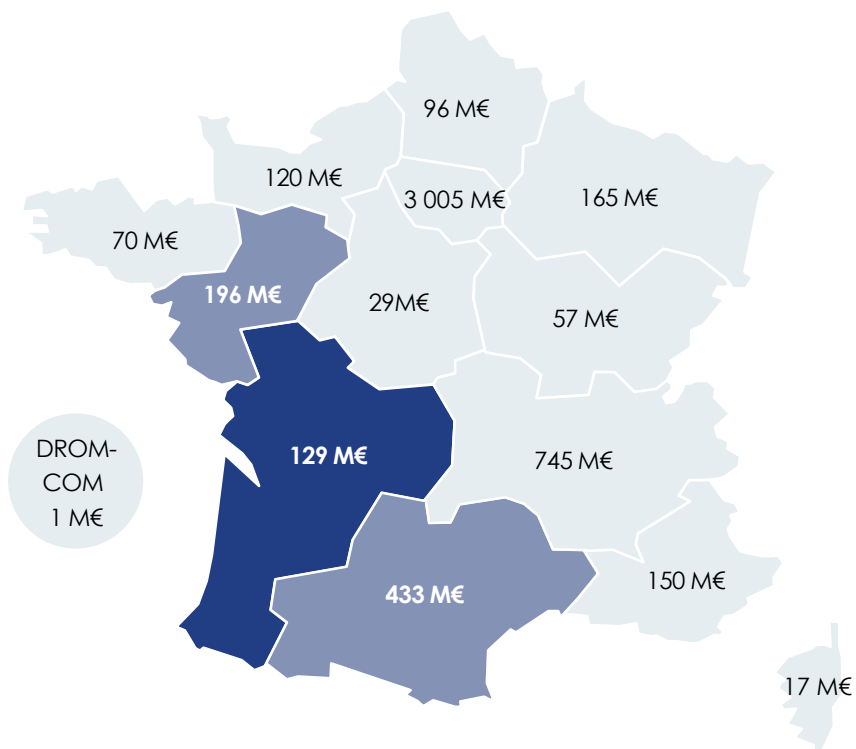 96 M€
120 M€
3 005 M€
165 M€
70 M€
196 M€
29M€
57 M€
129 M€
745 M€
DROM-
COM
1 M€
150 M€
433 M€
17 M€